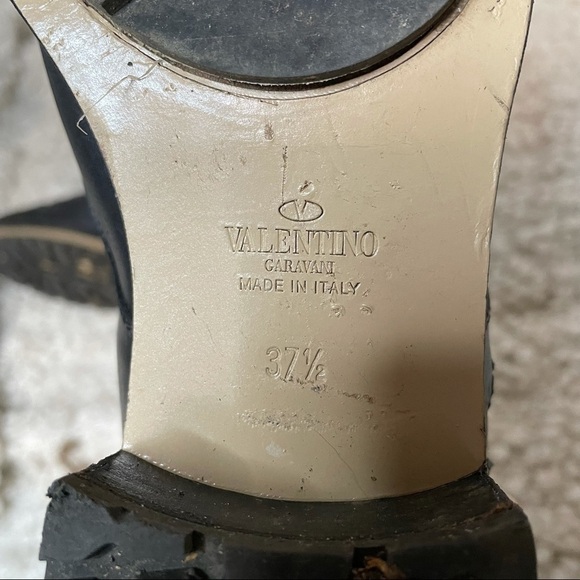 VALENTINO
GARAVANI
MADE IN ITALY
37½